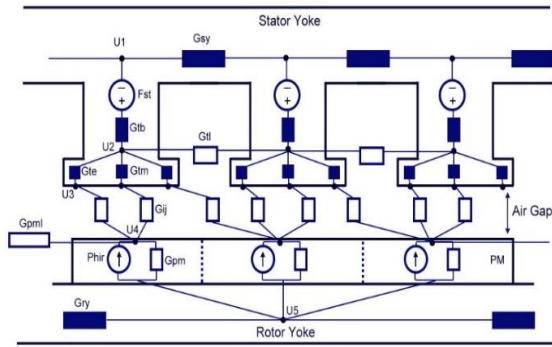 Stator Yoke
U1
Gsy
Fst
Gtb
U2
Gtl
Gte
Gtm
U3
Gij
Air Gap
Gpml
U4
Phir
Gpm
PM
Gry
U5
Rotor Yoke